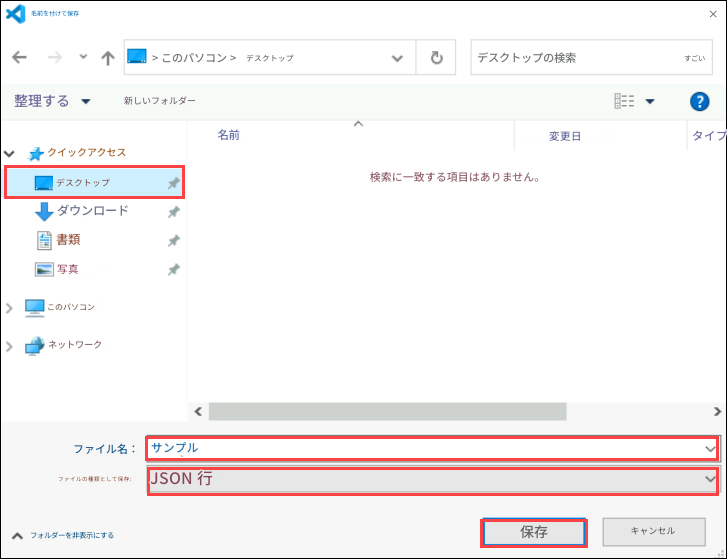 名前を付けて保存
> このパソコン > デスクトップ
デスクトップの検索 すごい
整理する 新しいフォルダー
名前 変更日 タイプ
クイックアクセス
検索に一致する項目はありません。
デスクトップ
ダウンロード
書類
写真
このパソコン
ネットワーク
ファイル名： サンプル
ファイルの種類として保存: JSON 行
フォルダーを非表示にする 保存 キャンセル